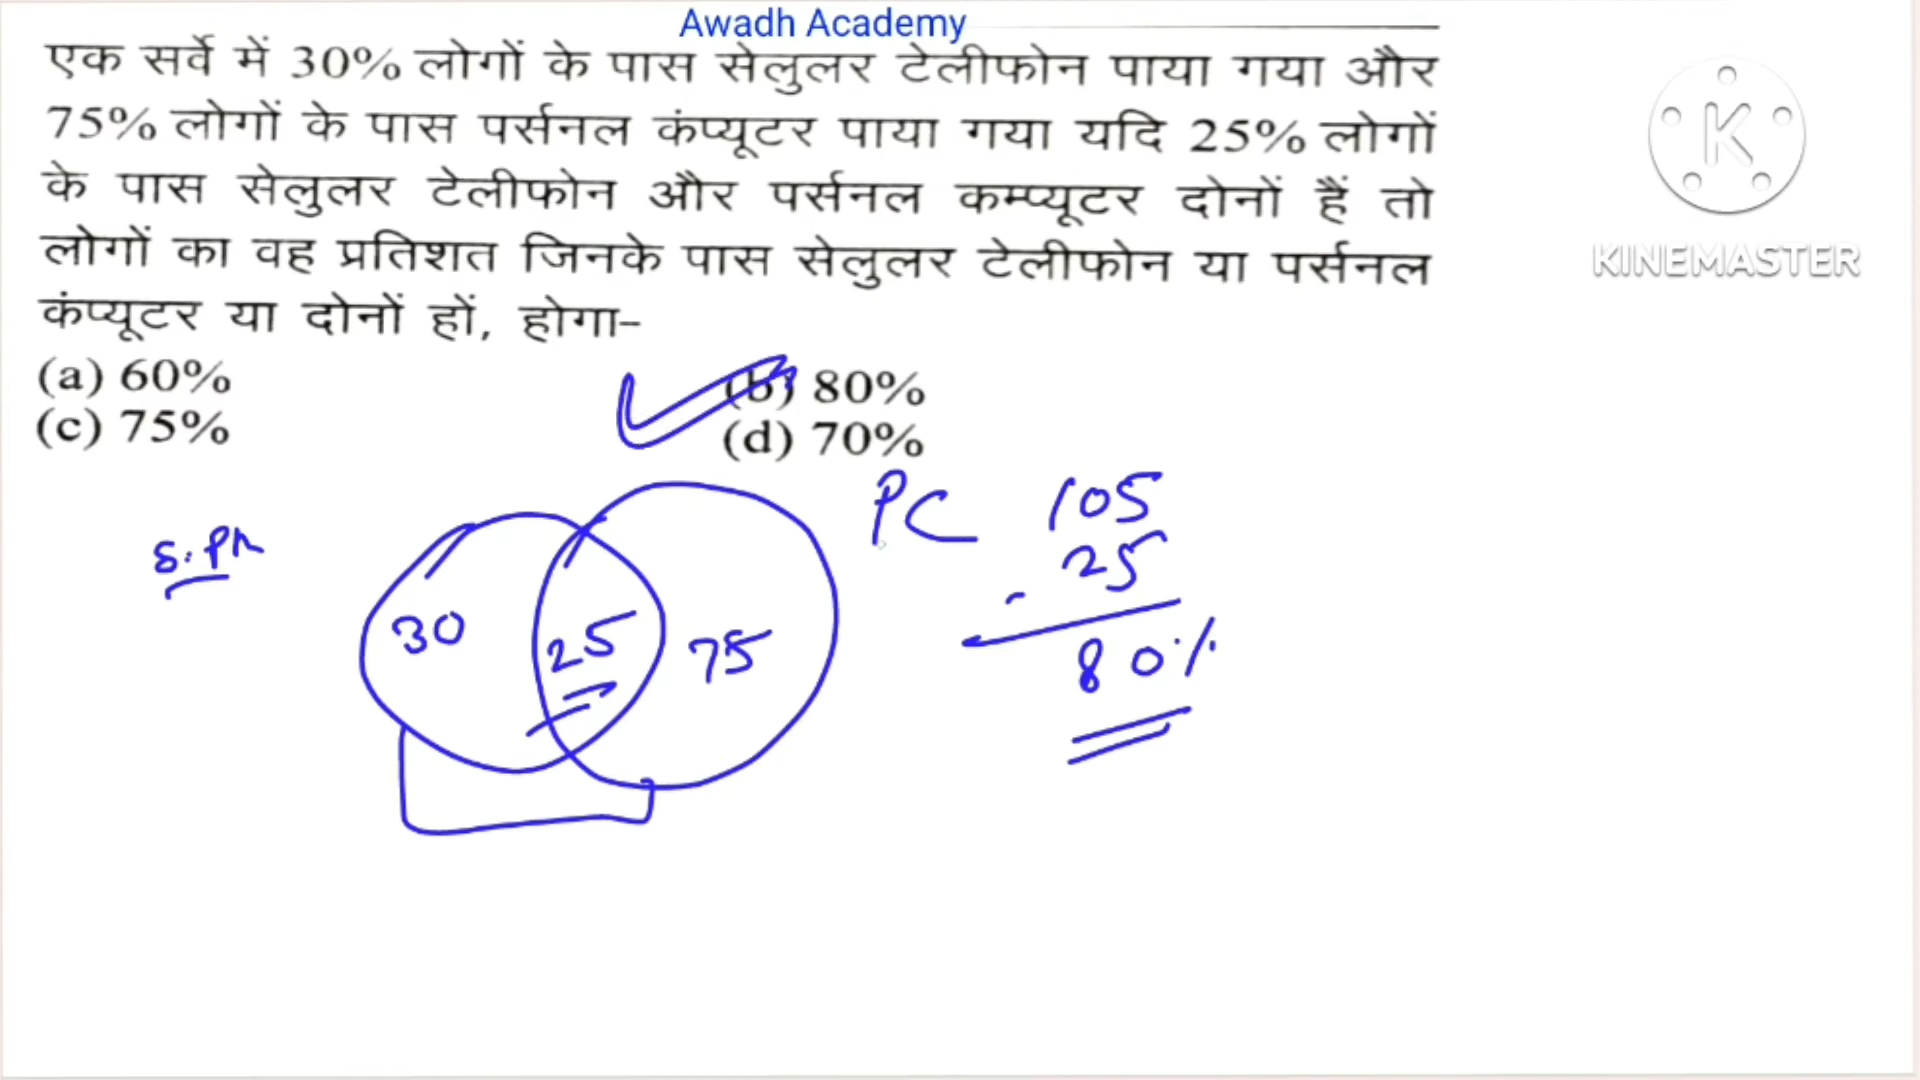 Awadh Academy
एक सर्वे में 30% लोगों के पास सेलुलर टेलीफोन पाया गया और
75% लोगों के पास पर्सनल कंप्यूटर पाया गया यदि 25% लोगों
के पास सेलुलर टेलीफोन और पर्सनल कम्प्यूटर दोनों हैं तो
लोगों का वह प्रतिशत जिनके पास सेलुलर टेलीफोन या पर्सनल
कंप्यूटर या दोनों हों, होगा-
(a) 60%
(b) 80%
(c) 75%
(d) 70%
K
KINEMASTER
S.Ph
30
25
75
PC
105
- 25
80%